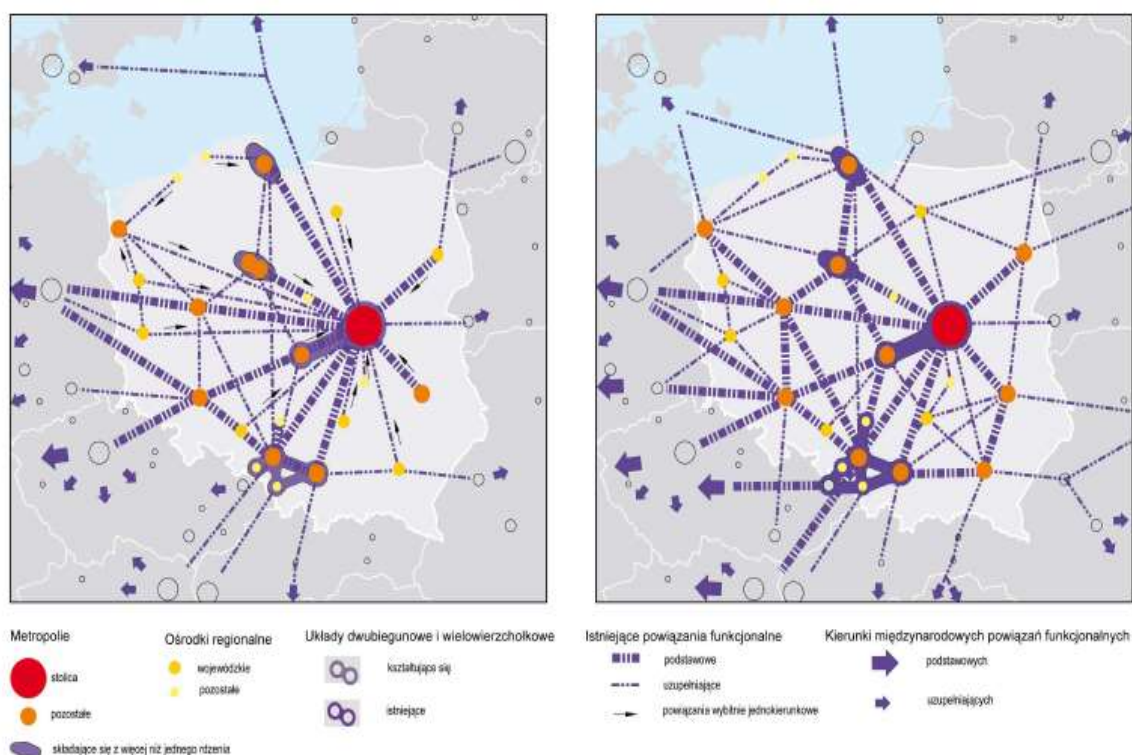 Metropolie
stolica
pozostałe
składające się z więcej niż jednego rdzenia
Ośrodki regionalne
wojewódzkie
pozostałe
Układy dwubiegunowe i wielowierzchołkowe
kształtujące się
istniejące
Istniejące powiązania funkcjonalne
podstawowe
uzupełniające
powiązania wybitnie jednokierunkowe
Kierunki międzynarodowych powiązań funkcjonalnych
podstawowych
uzupełniających